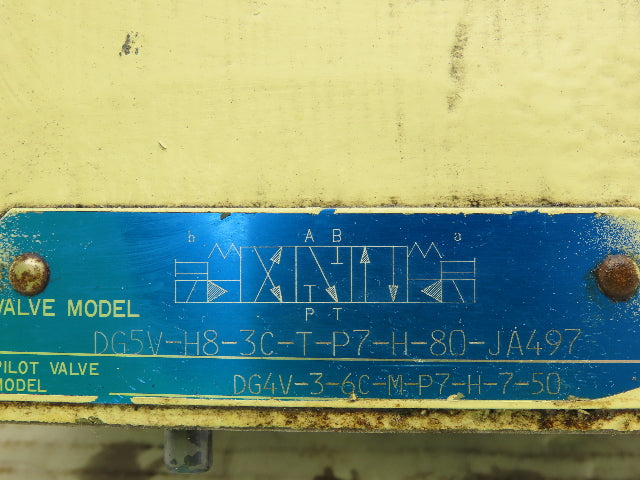 b A B a
P T
VALVE MODEL
DG5V-H8-3C-T-P7-H-80-JA497
PILOT VALVE
MODEL
DG4V-3-6C-M-P7-H-7-50